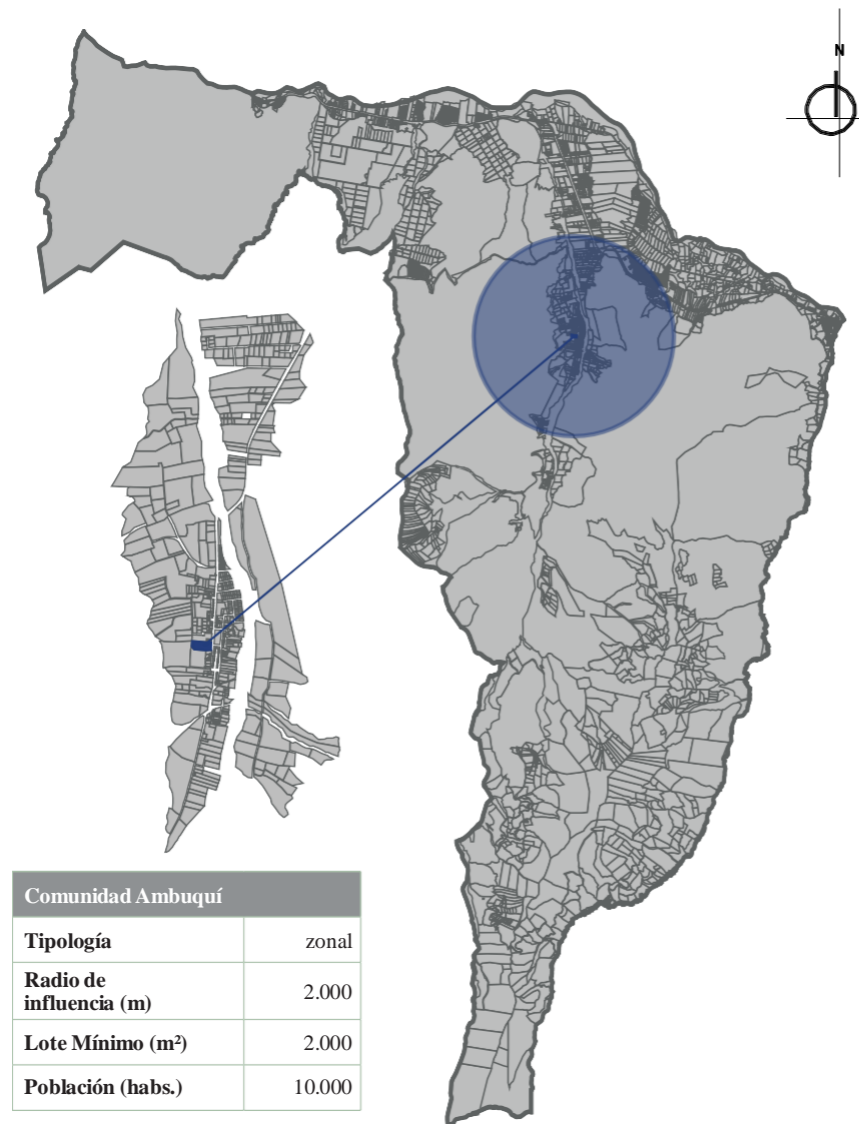 N
Comunidad Ambuquí
Tipología zonal
Radio de
influencia (m) 2.000
Lote Mínimo (m²) 2.000
Población (habs.) 10.000